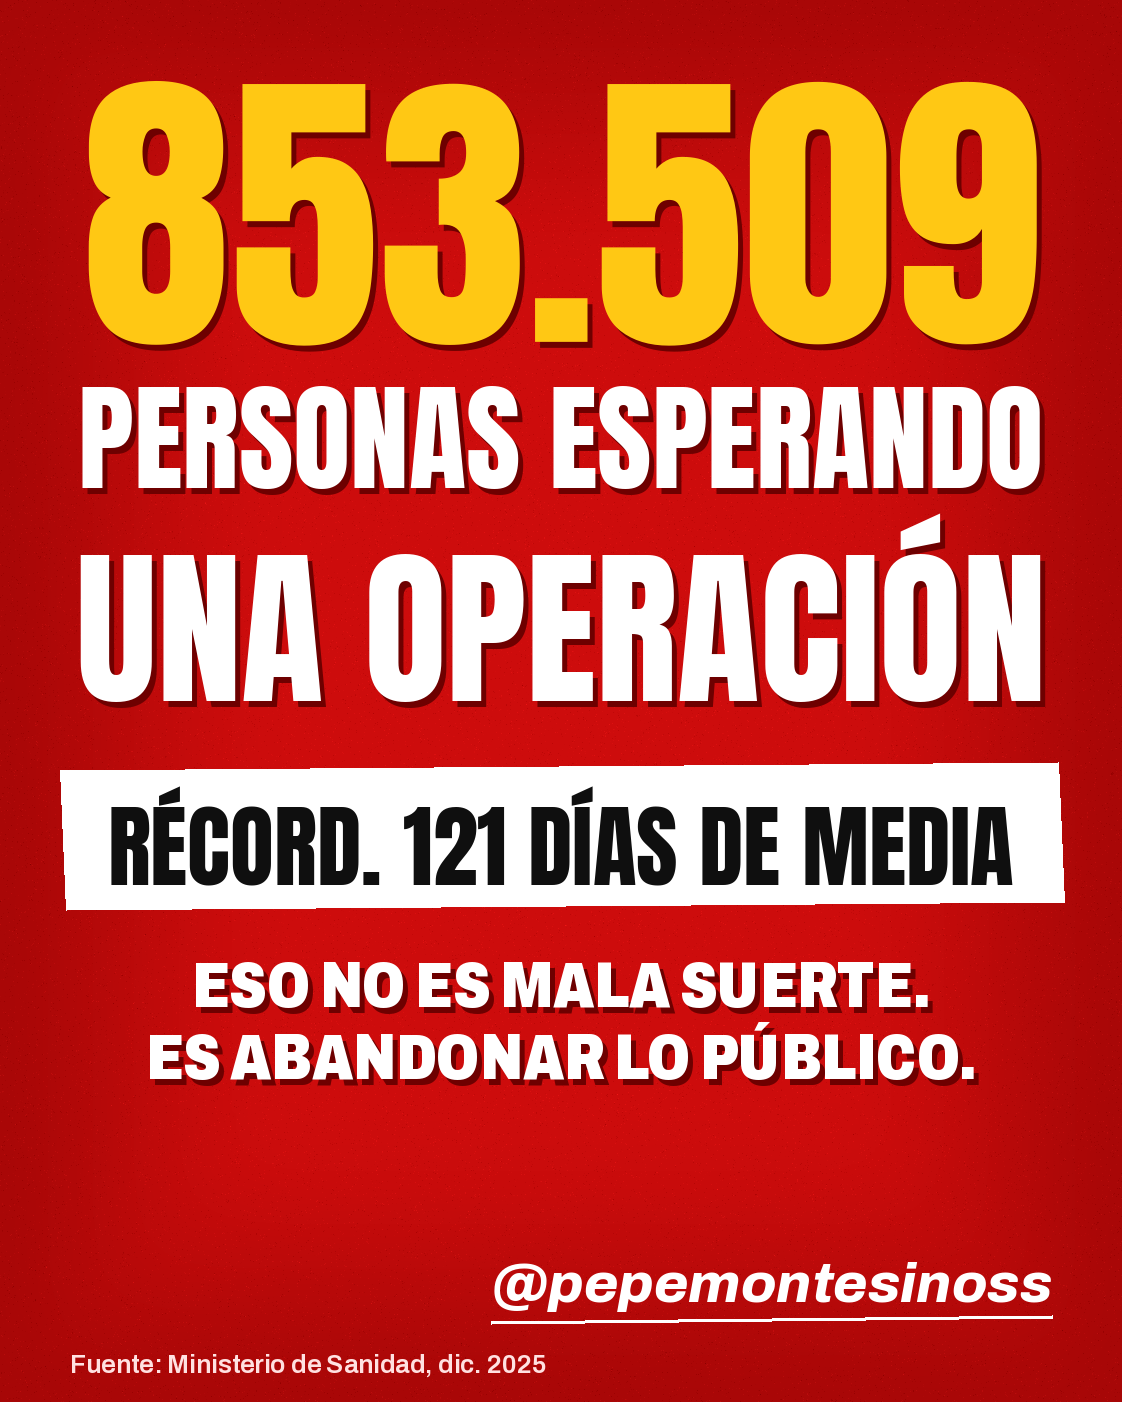 853.509
PERSONAS ESPERANDO
UNA OPERACIÓN
RÉCORD. 121 DÍAS DE MEDIA
ESO NO ES MALA SUERTE.
ES ABANDONAR LO PÚBLICO.
@pepemontesinoss
Fuente: Ministerio de Sanidad, dic. 2025